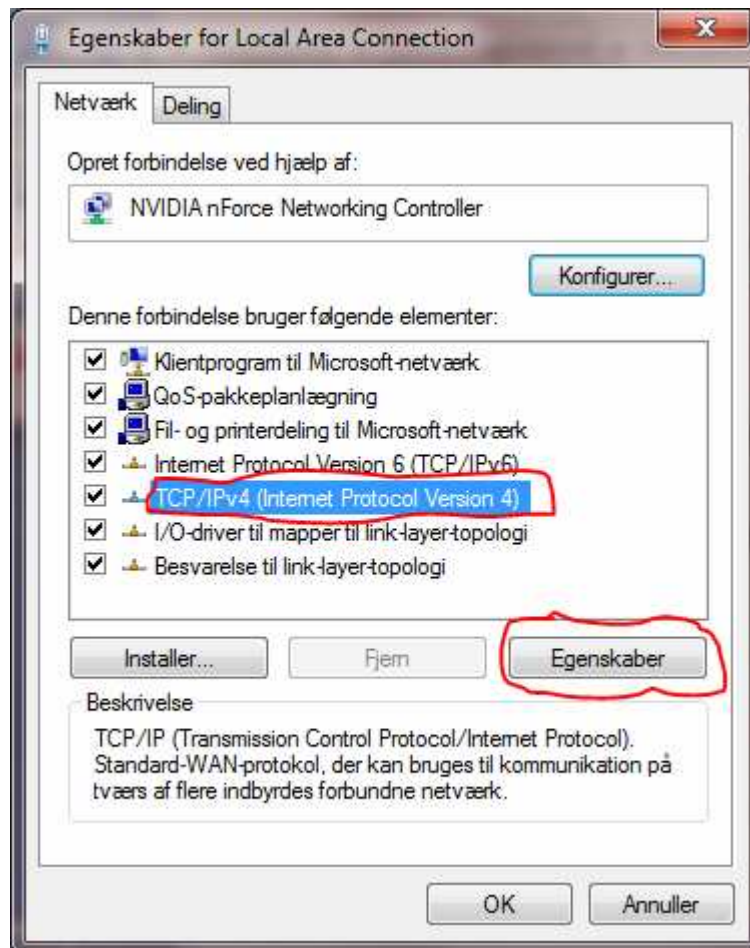 Egenskaber for Local Area Connection
Netværk Deling
Opret forbindelse ved hjælp af:
NVIDIA nForce Networking Controller
Konfigurer...
Denne forbindelse bruger følgende elementer:
Klientprogram til Microsoft-netværk
QoS-pakkeplanlægning
Fil- og printerdeling til Microsoft-netværk
Internet Protocol Version 6 (TCP/IPv6)
TCP/IPv4 (Internet Protocol Version 4)
I/O-driver til mapper til link-layer-topologi
Besvarelse til link-layer-topologi
Installer... Fjern Egenskaber
Beskrivelse
TCP/IP (Transmission Control Protocol/Internet Protocol).
Standard-WAN-protokol, der kan bruges til kommunikation på
tværs af flere indbyrdes forbundne netværk.
OK Annuller